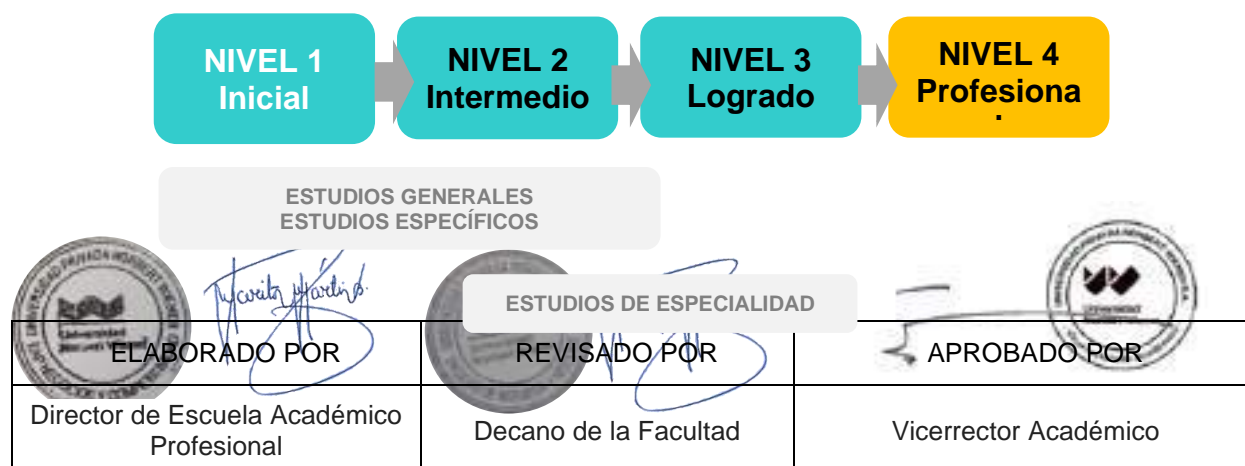 NIVEL 1
Inicial
NIVEL 2
Intermedio
NIVEL 3
Logrado
NIVEL 4
Profesiona
ESTUDIOS GENERALES
ESTUDIOS ESPECÍFICOS
ESTUDIOS DE ESPECIALIDAD
ELABORADO POR
REVISADO POR
APROBADO POR
Director de Escuela Académico
Profesional
Decano de la Facultad
Vicerrector Académico